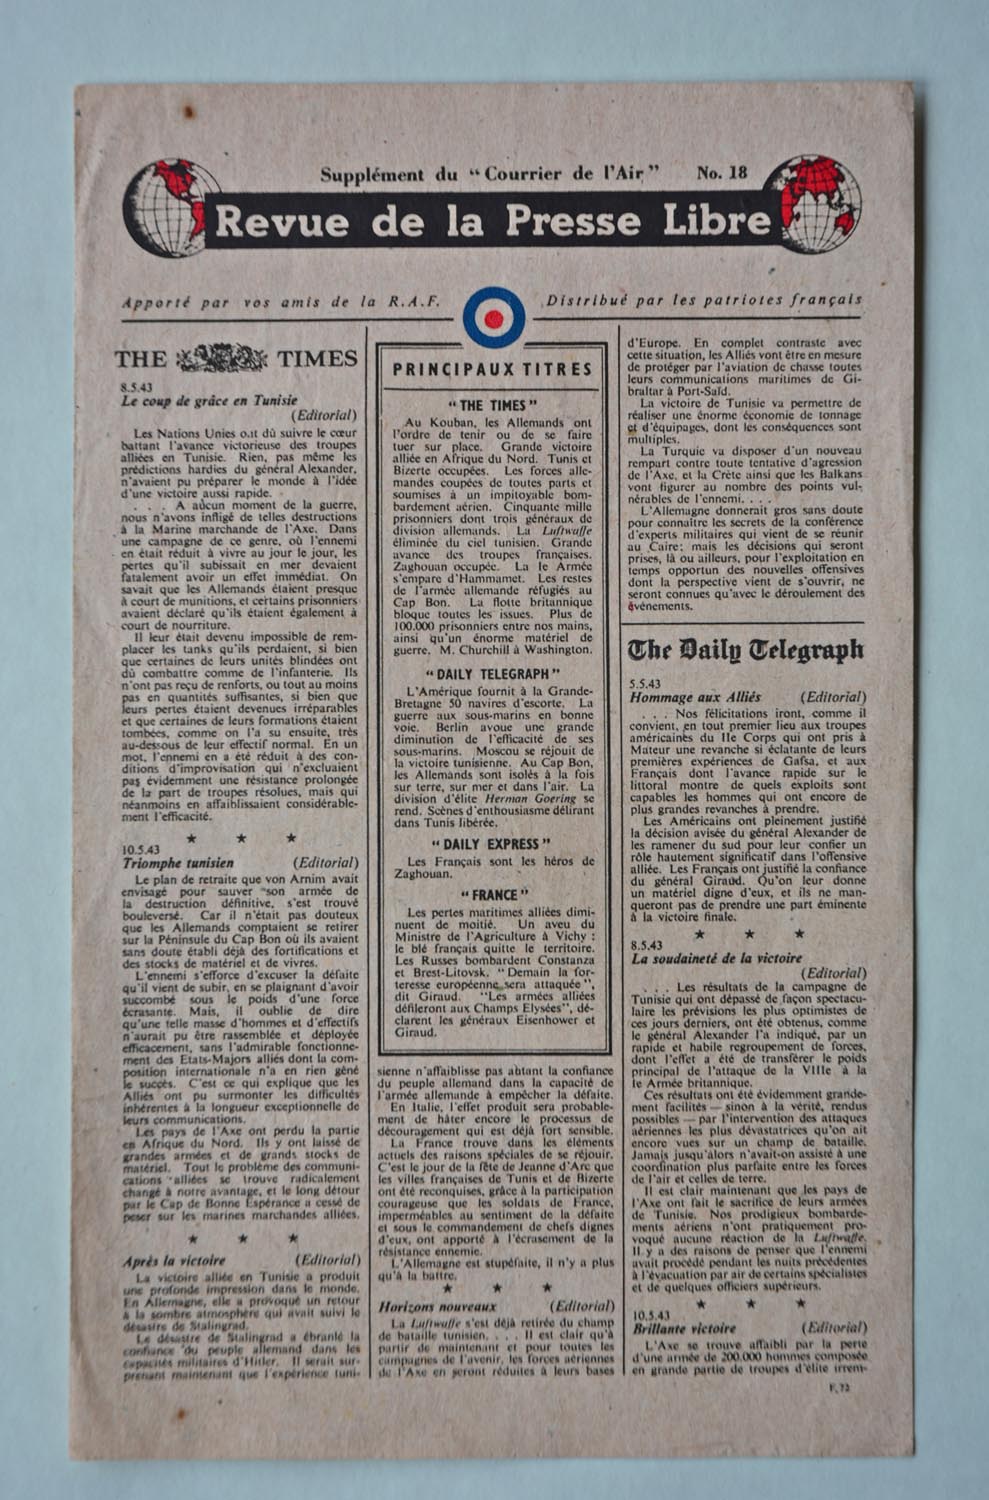 Supplément du “ Courrier de l'Air ” No. 18
Revue de la Presse Libre
Apporté par vos amis de la R.A.F.
Distribué par les patriotes français
THE TIMES
8.5.43
Le coup de grâce en Tunisie
(Editorial)
Les Nations Unies ont dû suivre le cœur
battant l'avance victorieuse des troupes
alliées en Tunisie. Rien, pas même les
prédictions hardies du général Alexander,
n'avaient pu préparer le monde à l'idée
d'une victoire aussi rapide.
. . . A aucun moment de la guerre,
nous n'avons infligé de telles destructions
à la Marine marchande de l'Axe. Dans
une campagne de ce genre, où l'ennemi
en était réduit à vivre au jour le jour, les
pertes qu'il subissait en mer devaient
fatalement avoir un effet immédiat. On
savait que les Allemands étaient presque
à court de munitions, et certains prisonniers
avaient déclaré qu'ils étaient également à
court de nourriture.
Il leur était devenu impossible de rem-
placer les tanks qu'ils perdaient, si bien
que certaines de leurs unités blindées ont
dû combattre comme de l'infanterie. Ils
n'ont pas reçu de renforts, ou tout au moins
pas en quantités suffisantes, si bien que
leurs pertes étaient devenues irréparables
et que certaines de leurs formations étaient
tombées, comme on l'a su ensuite, très
au-dessous de leur effectif normal. En un
mot, l'ennemi en a été réduit à des con-
ditions d'improvisation qui n'excluaient
pas évidemment une résistance prolongée
de la part de troupes résolues, mais qui
néanmoins en affaiblissaient considérable-
ment l'efficacité.
★ ★ ★
10.5.43
Triomphe tunisien (Editorial)
Le plan de retraite que von Arnim avait
envisagé pour sauver son armée de
la destruction définitive, s'est trouvé
bouleversé. Car il n'était pas douteux
que les Allemands comptaient se retirer
sur la Péninsule du Cap Bon où ils avaient
sans doute établi déjà des fortifications et
des stocks de matériel et de vivres.
L'ennemi s'efforce d'excuser la défaite
qu'il vient de subir, en se plaignant d'avoir
succombé sous le poids d'une force
écrasante. Mais, il oublie de dire
qu'une telle masse d'hommes et d'effectifs
n'aurait pu être rassemblée et déployée
efficacement, sans l'admirable fonctionne-
ment des Etats-Majors alliés dont la com-
position internationale n'a en rien gêné
le succès. C'est ce qui explique que les
Alliés ont pu surmonter les difficultés
inhérentes à la longueur exceptionnelle de
leurs communications.
Les pays de l'Axe ont perdu la partie
en Afrique du Nord. Ils y ont laissé de
grandes armées et de grands stocks de
matériel. Tout le problème des communi-
cations alliées se trouve radicalement
changé à notre avantage, et le long détour
par le Cap de Bonne Espérance a cessé de
peser sur les marines marchandes alliées.
★ ★ ★
Après la victoire (Editorial)
La victoire alliée en Tunisie a produit
une profonde impression dans le monde.
En Allemagne, elle a provoqué un retour
à la sombre atmosphère qui avait suivi le
désastre de Stalingrad.
Le désastre de Stalingrad a ébranlé la
confiance du peuple allemand dans les
capacités militaires d'Hitler. Il serait sur-
prenant maintenant que l'expérience tuni-
PRINCIPAUX TITRES
“ THE TIMES ”
Au Kouban, les Allemands ont
l'ordre de tenir ou de se faire
tuer sur place. Grande victoire
alliée en Afrique du Nord. Tunis et
Bizerte occupées. Les forces alle-
mandes coupées de toutes parts et
soumises à un impitoyable bom-
bardement aérien. Cinquante mille
prisonniers dont trois généraux de
division allemands. La Luftwaffe
éliminée du ciel tunisien. Grande
avance des troupes françaises.
Zaghouan occupée. La 1e Armée
s'empare d'Hammamet. Les restes
de l'armée allemande réfugiés au
Cap Bon. La flotte britannique
bloque toutes les issues. Plus de
100.000 prisonniers entre nos mains,
ainsi qu'un énorme matériel de
guerre. M. Churchill à Washington.
“ DAILY TELEGRAPH ”
L'Amérique fournit à la Grande-
Bretagne 50 navires d'escorte. La
guerre aux sous-marins en bonne
voie. Berlin avoue une grande
diminution de l'efficacité de ses
sous-marins. Moscou se réjouit de
la victoire tunisienne. Au Cap Bon,
les Allemands sont isolés à la fois
sur terre, sur mer et dans l'air. La
division d'élite Herman Goering se
rend. Scènes d'enthousiasme délirant
dans Tunis libérée.
“ DAILY EXPRESS ”
Les Français sont les héros de
Zaghouan.
“ FRANCE ”
Les pertes maritimes alliées dimi-
nuent de moitié. Un aveu du
Ministre de l'Agriculture à Vichy :
le blé français quitte le territoire.
Les Russes bombardent Constanza
et Brest-Litovsk. “ Demain la for-
teresse européenne sera attaquée ”,
dit Giraud. “Les armées alliées
défileront aux Champs Elysées”, dé-
clarent les généraux Eisenhower et
Giraud.
sienne n'affaiblisse pas abtant la confiance
du peuple allemand dans la capacité de
l'armée allemande à empêcher la défaite.
En Italie, l'effet produit sera probable-
ment de hâter encore le processus de
découragement qui est déjà fort sensible.
La France trouve dans les éléments
actuels des raisons spéciales de se réjouir.
C'est le jour de la fête de Jeanne d'Arc que
les villes françaises de Tunis et de Bizerte
ont été reconquises, grâce à la participation
courageuse que les soldats de France,
imperméables au sentiment de la défaite
et sous le commandement de chefs dignes
d'eux, ont apporté à l'écrasement de la
résistance ennemie.
L'Allemagne est stupéfaite, il n'y a plus
qu'à la battre.
★ ★ ★
Horizons nouveaux (Editorial)
La Luftwaffe s'est déjà retirée du champ
de bataille tunisien. . . . Il est clair qu'à
partir de maintenant et pour toutes les
campagnes de l'avenir, les forces aériennes
de l'Axe en seront réduites à leurs bases
d'Europe. En complet contraste avec
cette situation, les Alliés vont être en mesure
de protéger par l'aviation de chasse toutes
leurs communications maritimes de Gi-
braltar à Port-Saïd.
La victoire de Tunisie va permettre de
réaliser une énorme économie de tonnage
et d'équipages, dont les conséquences sont
multiples.
La Turquie va disposer d'un nouveau
rempart contre toute tentative d'agression
de l'Axe, et la Crète ainsi que les Balkans
vont figurer au nombre des points vul-
nérables de l'ennemi. . . .
L'Allemagne donnerait gros sans doute
pour connaître les secrets de la conférence
d'experts militaires qui vient de se réunir
au Caire; mais les décisions qui seront
prises, là ou ailleurs, pour l'exploitation en
temps opportun des nouvelles offensives
dont la perspective vient de s'ouvrir, ne
seront connues qu'avec le déroulement des
événements.
The Daily Telegraph
5.5.43
Hommage aux Alliés (Editorial)
. . . . Nos félicitations iront, comme il
convient, en tout premier lieu aux troupes
américaines du IIe Corps qui ont pris à
Mateur une revanche si éclatante de leurs
premières expériences de Gafsa, et aux
Français dont l'avance rapide sur le
littoral montre de quels exploits sont
capables les hommes qui ont encore de
plus grandes revanches à prendre.
Les Américains ont pleinement justifié
la décision avisée du général Alexander de
les ramener du sud pour leur confier un
rôle hautement significatif dans l'offensive
alliée. Les Français ont justifié la confiance
du général Giraud. Qu'on leur donne
un matériel digne d'eux, et ils ne man-
queront pas de prendre une part éminente
à la victoire finale.
★ ★ ★
8.5.43
La soudaineté de la victoire
(Editorial)
. . . . Les résultats de la campagne de
Tunisie qui ont dépassé de façon spectacu-
laire les prévisions les plus optimistes de
ces jours derniers, ont été obtenus, comme
le général Alexander l'a indiqué, par un
rapide et habile regroupement de forces,
dont l'effet a été de transférer le poids
principal de l'attaque de la VIIIe à la
Ie Armée britannique.
Ces résultats ont été évidemment grande-
ment facilités — sinon à la vérité, rendus
possibles — par l'intervention des attaques
aériennes les plus dévastatrices qu'on ait
encore vues sur un champ de bataille.
Jamais jusqu'alors n'avait-on assisté à une
coordination plus parfaite entre les forces
de l'air et celles de terre.
Il est clair maintenant que les pays de
l'Axe ont fait le sacrifice de leurs armées
de Tunisie. Nos prodigieux bombarde-
ments aériens n'ont pratiquement pro-
voqué aucune réaction de la Luftwaffe.
Il y a des raisons de penser que l'ennemi
avait procédé pendant les nuits précédentes
à l'évacuation par air de certains spécialistes
et de quelques officiers supérieurs.
★ ★ ★
10.5.43
Brillante victoire (Editorial)
L'Axe se trouve affaibli par la perte
d'une armée de 200.000 hommes composée
en grande partie de troupes d'élite irrem-
F. 72